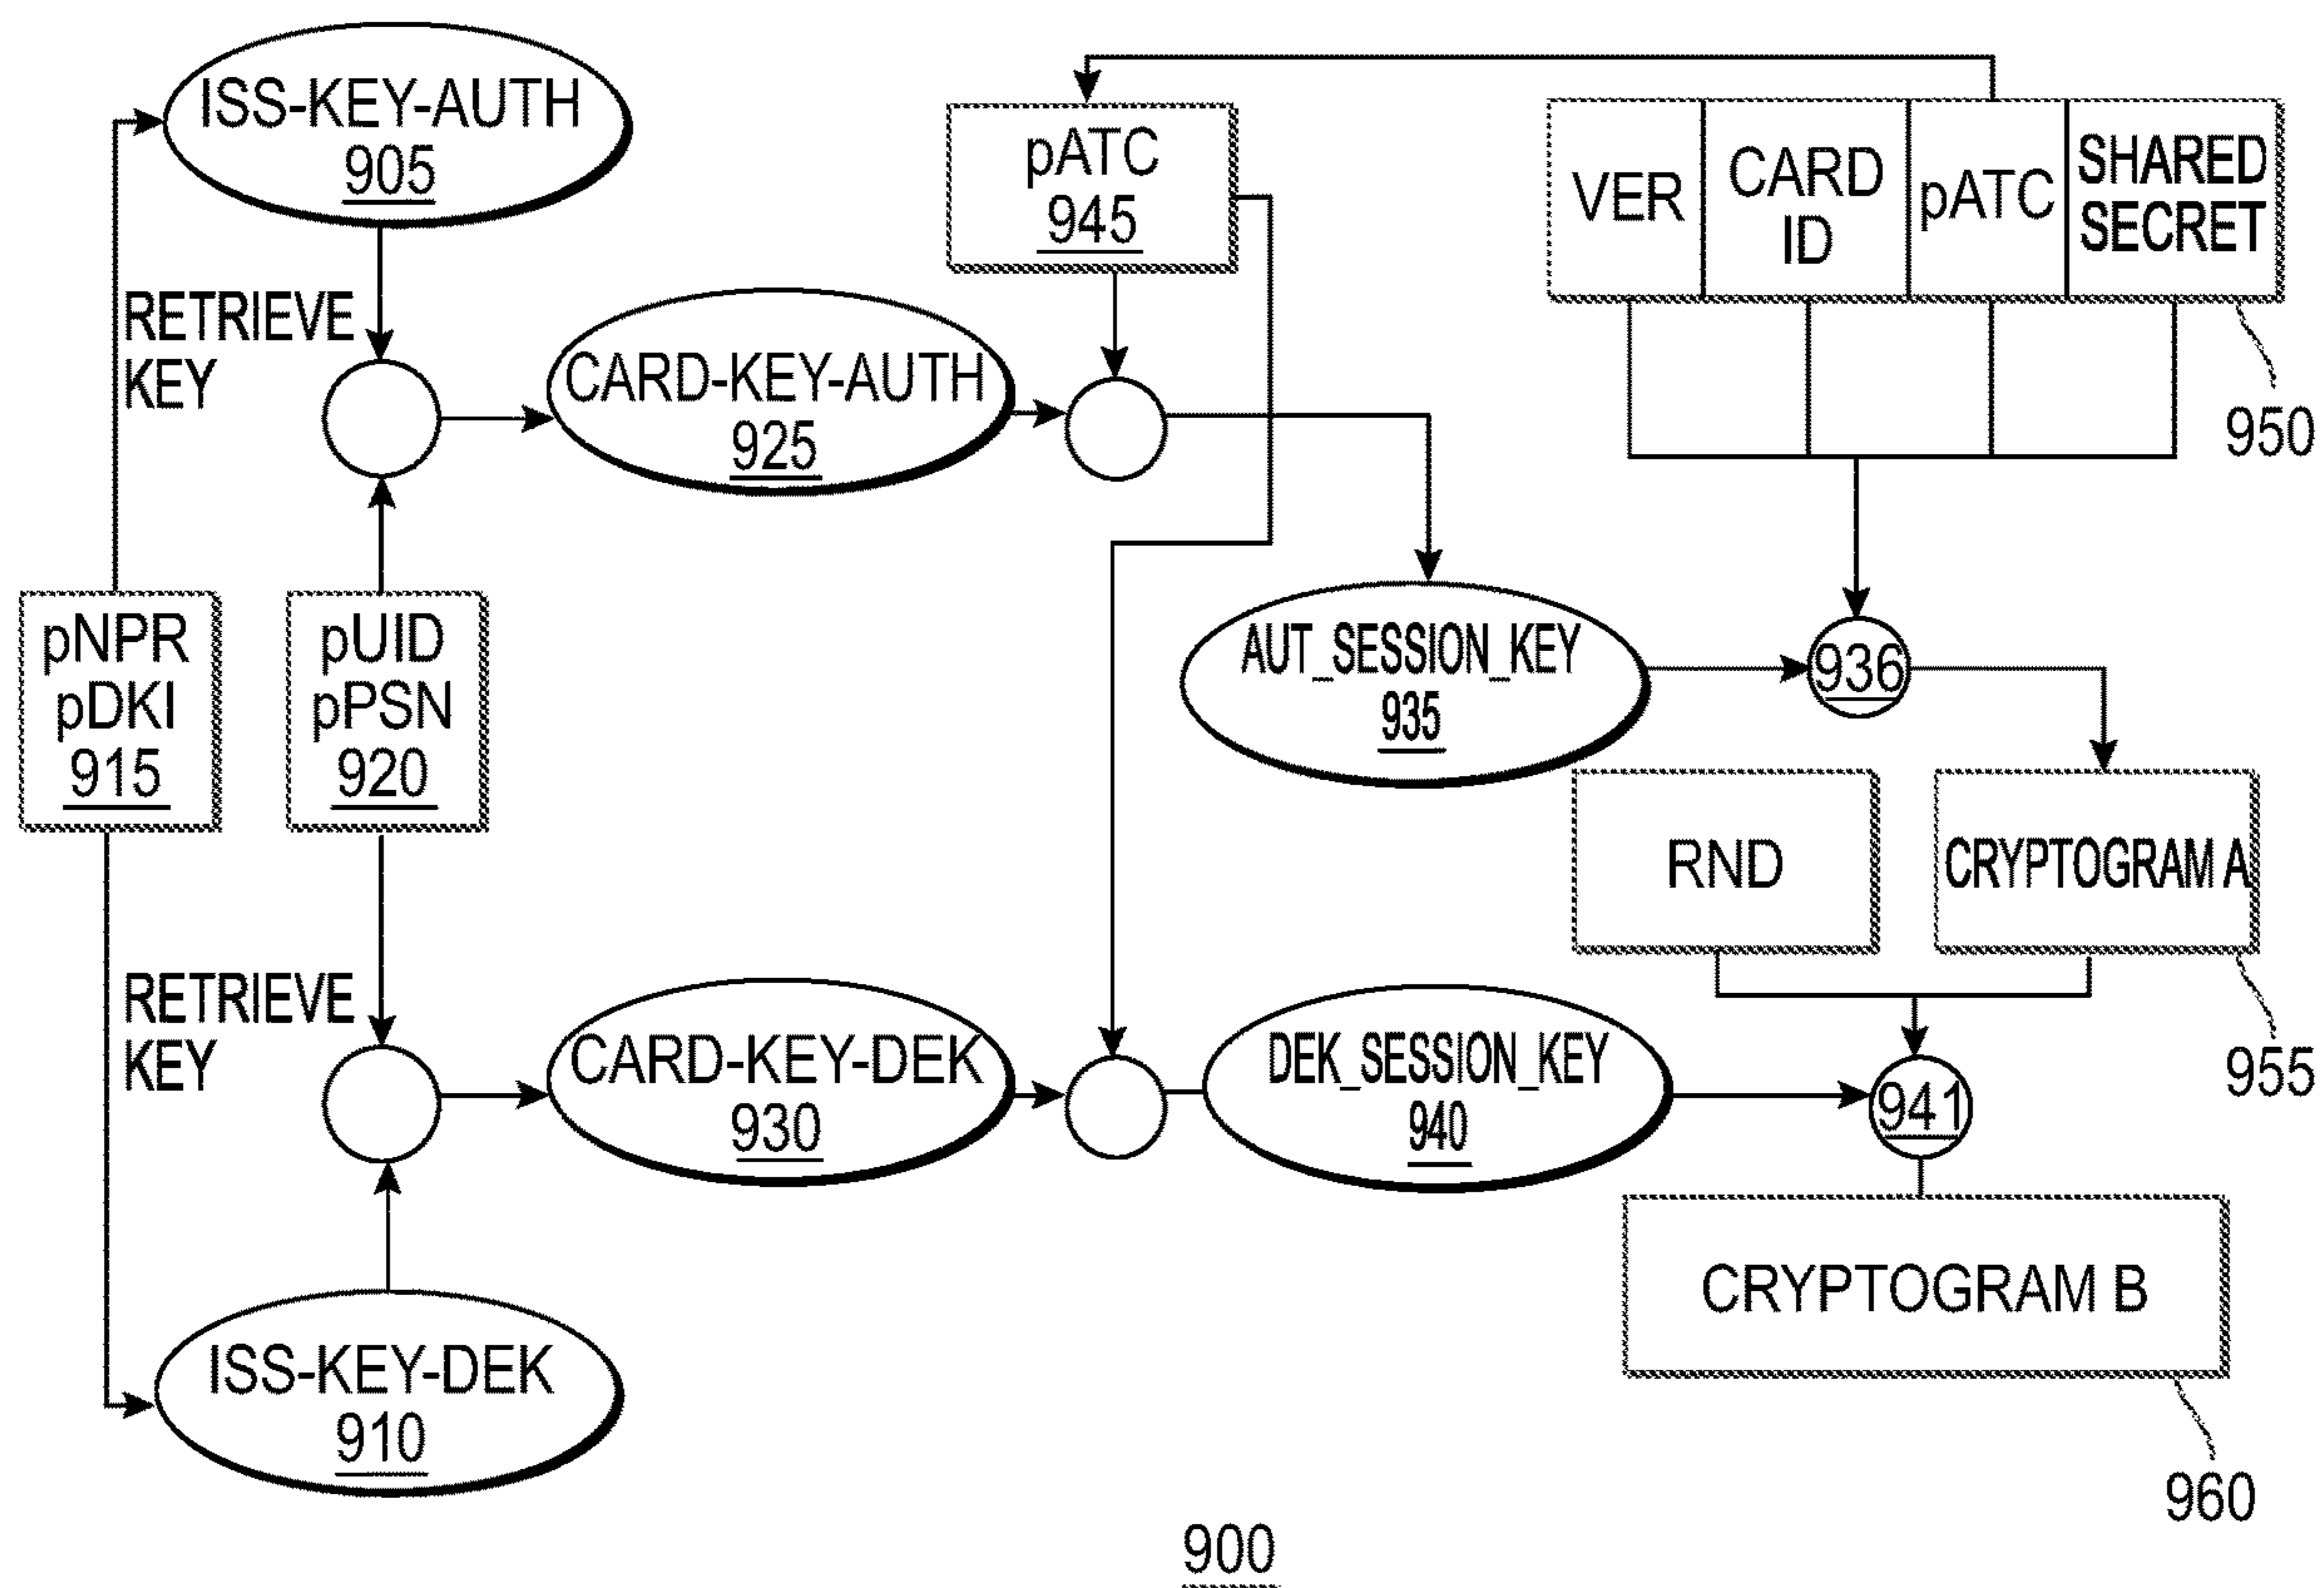 ISS-KEY-AUTH
905
pATC
945
VER
CARD
ID
pATC
SHARED
SECRET
950
RETRIEVE
KEY
CARD-KEY-AUTH
925
pNPR
pDKI
915
pUID
pPSN
920
AUT_SESSION_KEY
935
936
RND
CRYPTOGRAM A
955
RETRIEVE
KEY
CARD-KEY-DEK
930
DEK_SESSION_KEY
940
941
CRYPTOGRAM B
960
ISS-KEY-DEK
910
900